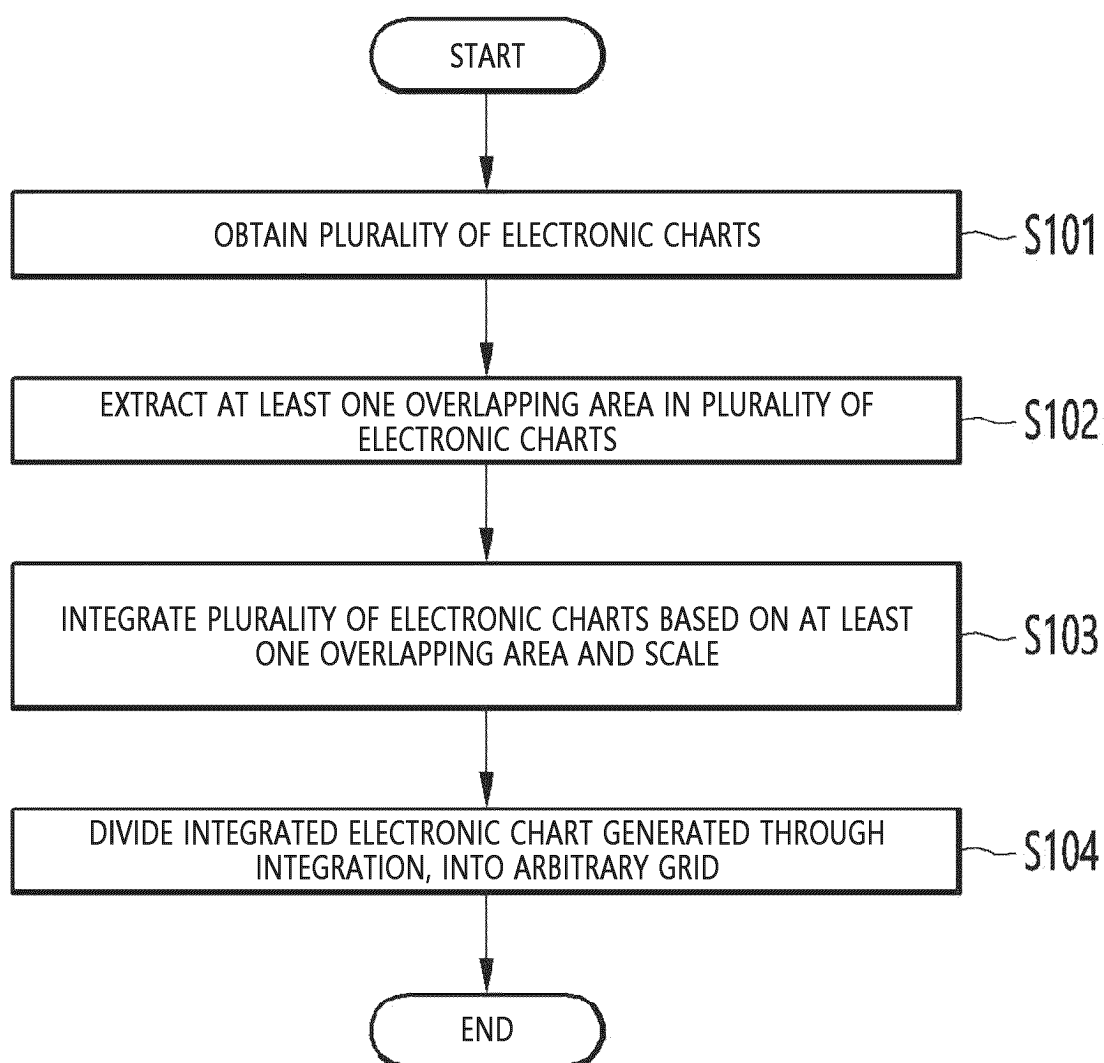 START
OBTAIN PLURALITY OF ELECTRONIC CHARTS
S101
EXTRACT AT LEAST ONE OVERLAPPING AREA IN PLURALITY OF
ELECTRONIC CHARTS
S102
INTEGRATE PLURALITY OF ELECTRONIC CHARTS BASED ON AT LEAST
ONE OVERLAPPING AREA AND SCALE
S103
DIVIDE INTEGRATED ELECTRONIC CHART GENERATED THROUGH
INTEGRATION, INTO ARBITRARY GRID
S104
END